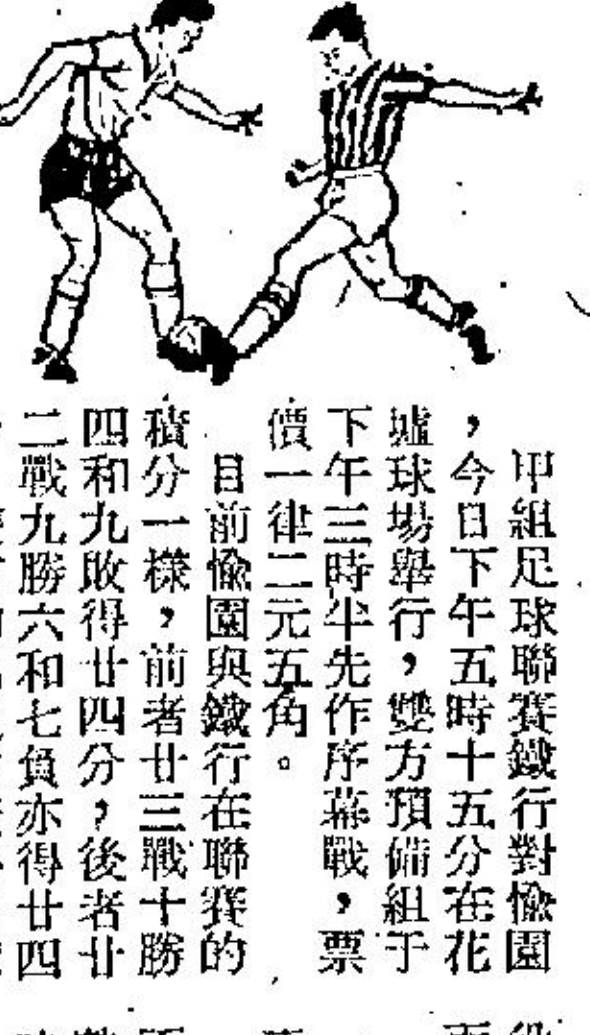 甲組足球聯賽鐵行對愉園
，今日下午五時十五分在花
墟球場舉行，雙方預備組于
下午三時半先作序幕戰，票
價一律二元五角。
目前愉園與鐵行在聯賽的
積分一樣，前者廿三戰十勝
四和九敗得廿四分，後者廿
二戰九勝六和七負亦得廿四